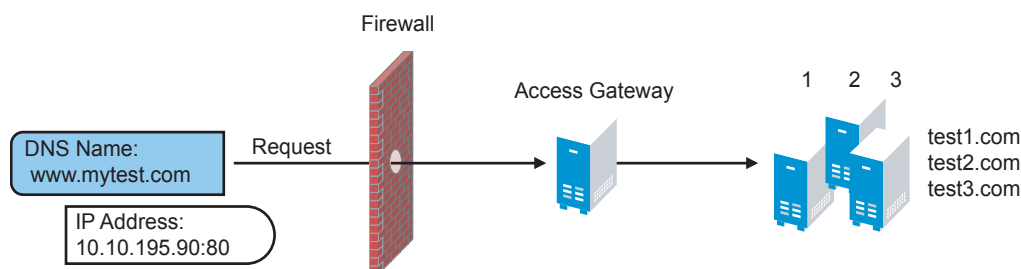 Firewall
Access Gateway
1 2 3
DNS Name:
www.mytest.com
Request
test1.com
test2.com
test3.com
IP Address:
10.10.195.90:80